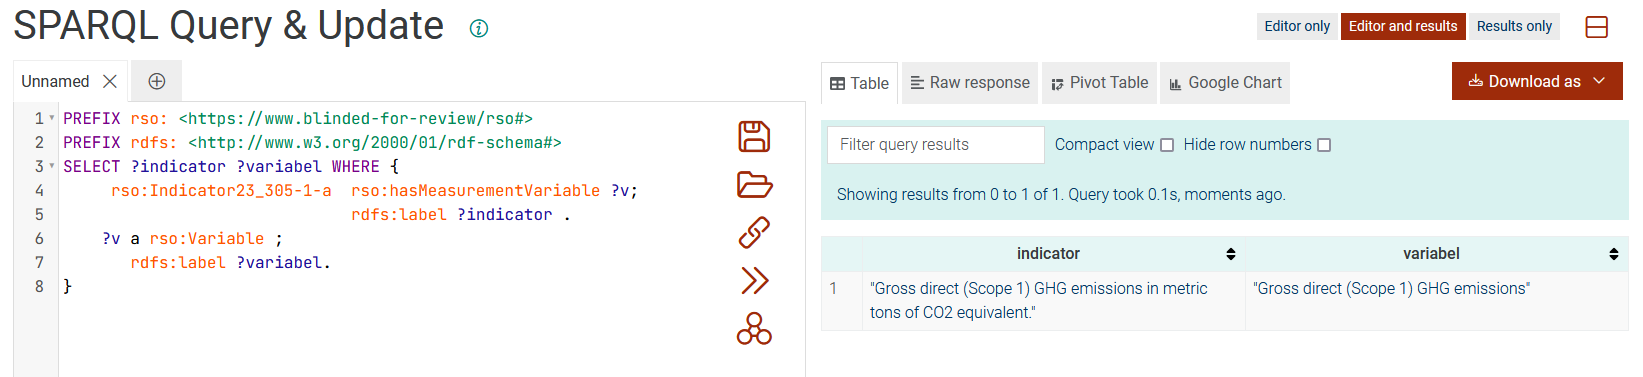 SPARQL Query & Update
Editor only
Editor and results
Results only
Unnamed
1 PREFIX rso: <https://www.blinded-for-review/rso#>
2 PREFIX rdfs: <http://www.w3.org/2000/01/rdf-schema#>
3 SELECT ?indicator ?variabel WHERE {
4 rso:Indicator23_305-1-a rso:hasMeasurementVariable ?v;
5 rdfs:label ?indicator .
6 ?v a rso:Variable ;
7 rdfs:label ?variabel.
8 }
Table
Raw response
Pivot Table
Google Chart
Download as
Filter query results
Compact view
Hide row numbers
Showing results from 0 to 1 of 1. Query took 0.1s, moments ago.
indicator variabel
1 "Gross direct (Scope 1) GHG emissions in metric
tons of CO2 equivalent."
"Gross direct (Scope 1) GHG emissions"